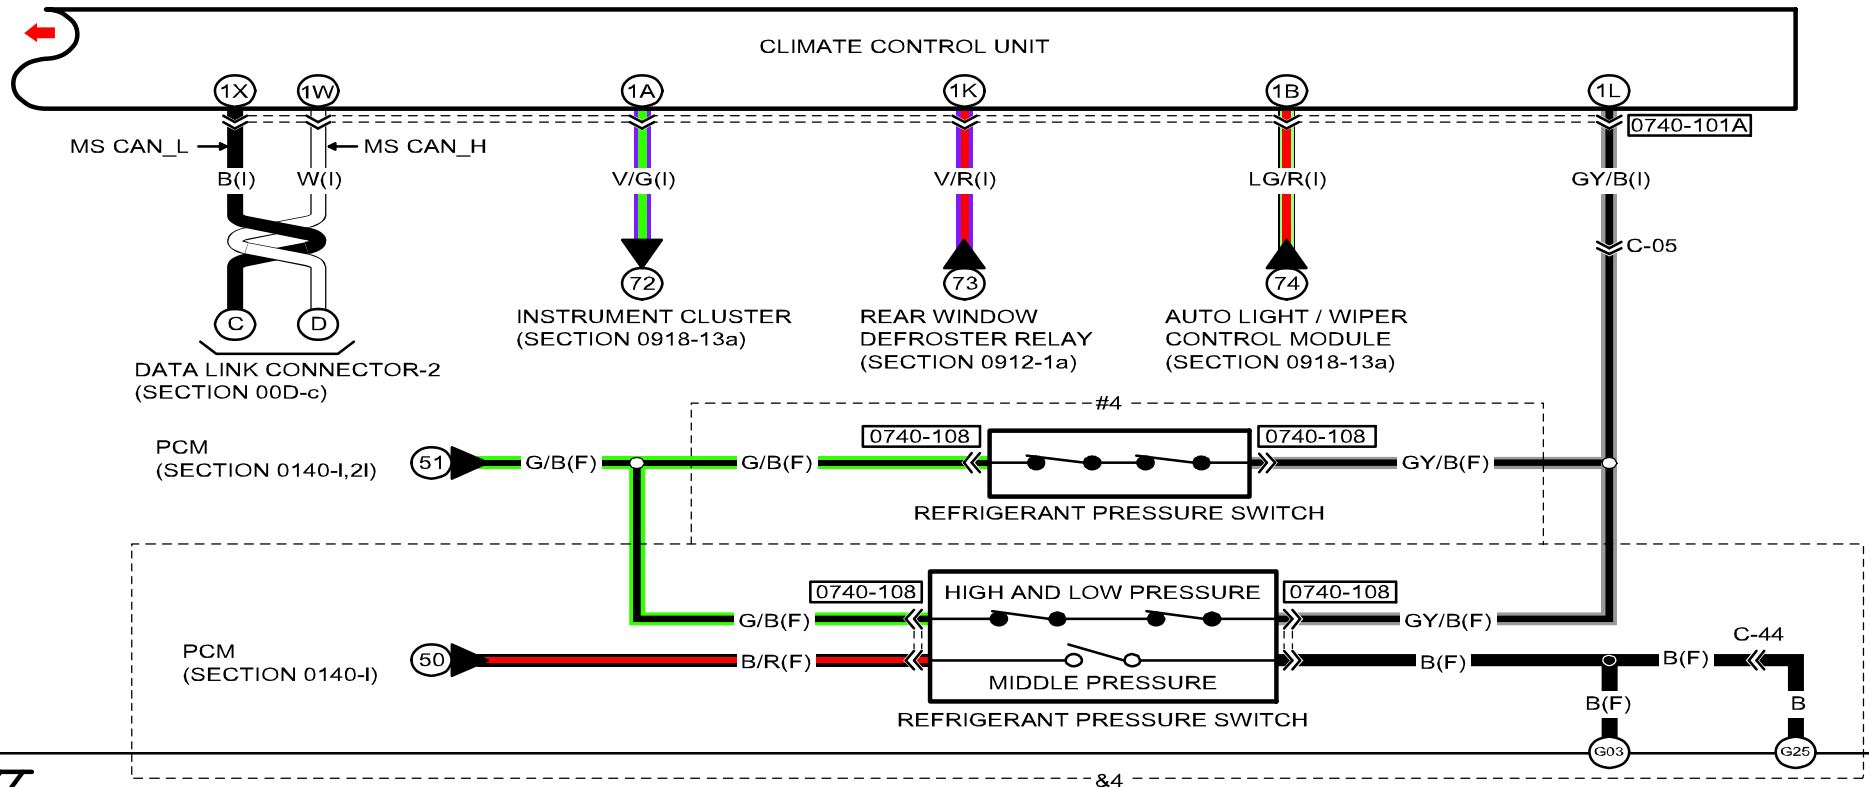 CLIMATE CONTROL UNIT
1X 1W 1A 1K 1B 1L
0740-101A
MS CAN_L MS CAN_H
B(I) W(I) V/G(I) V/R(I) LG/R(I) GY/B(I)
C-05
72 73 74
C D
INSTRUMENT CLUSTER
(SECTION 0918-13a)
REAR WINDOW
DEFROSTER RELAY
(SECTION 0912-1a)
AUTO LIGHT / WIPER
CONTROL MODULE
(SECTION 0918-13a)
DATA LINK CONNECTOR-2
(SECTION 00D-c)
#4
0740-108 0740-108
PCM
(SECTION 0140-I,2I)
51 G/B(F) G/B(F) GY/B(F)
REFRIGERANT PRESSURE SWITCH
0740-108 HIGH AND LOW PRESSURE 0740-108
G/B(F) GY/B(F)
C-44
PCM
(SECTION 0140-I)
50 B/R(F) B(F) B(F)
MIDDLE PRESSURE
B(F) B
REFRIGERANT PRESSURE SWITCH
G03 G25
&4